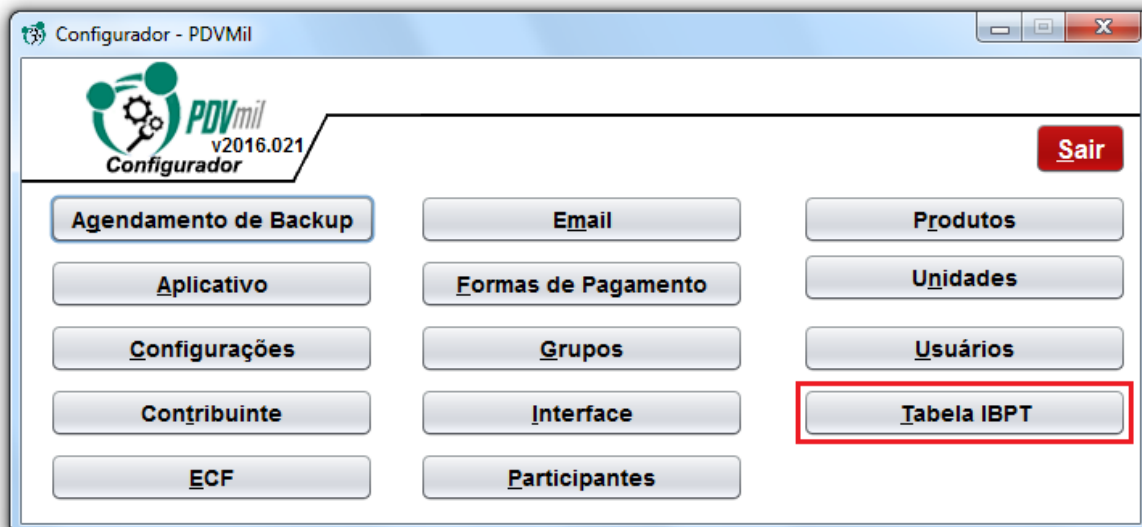 Configurador - PDVMil
PDVmil
v2016.021
Configurador
Sair
Agendamento de Backup
Email
Produtos
Aplicativo
Formas de Pagamento
Unidades
Configurações
Grupos
Usuários
Contribuinte
Interface
Tabela IBPT
ECF
Participantes